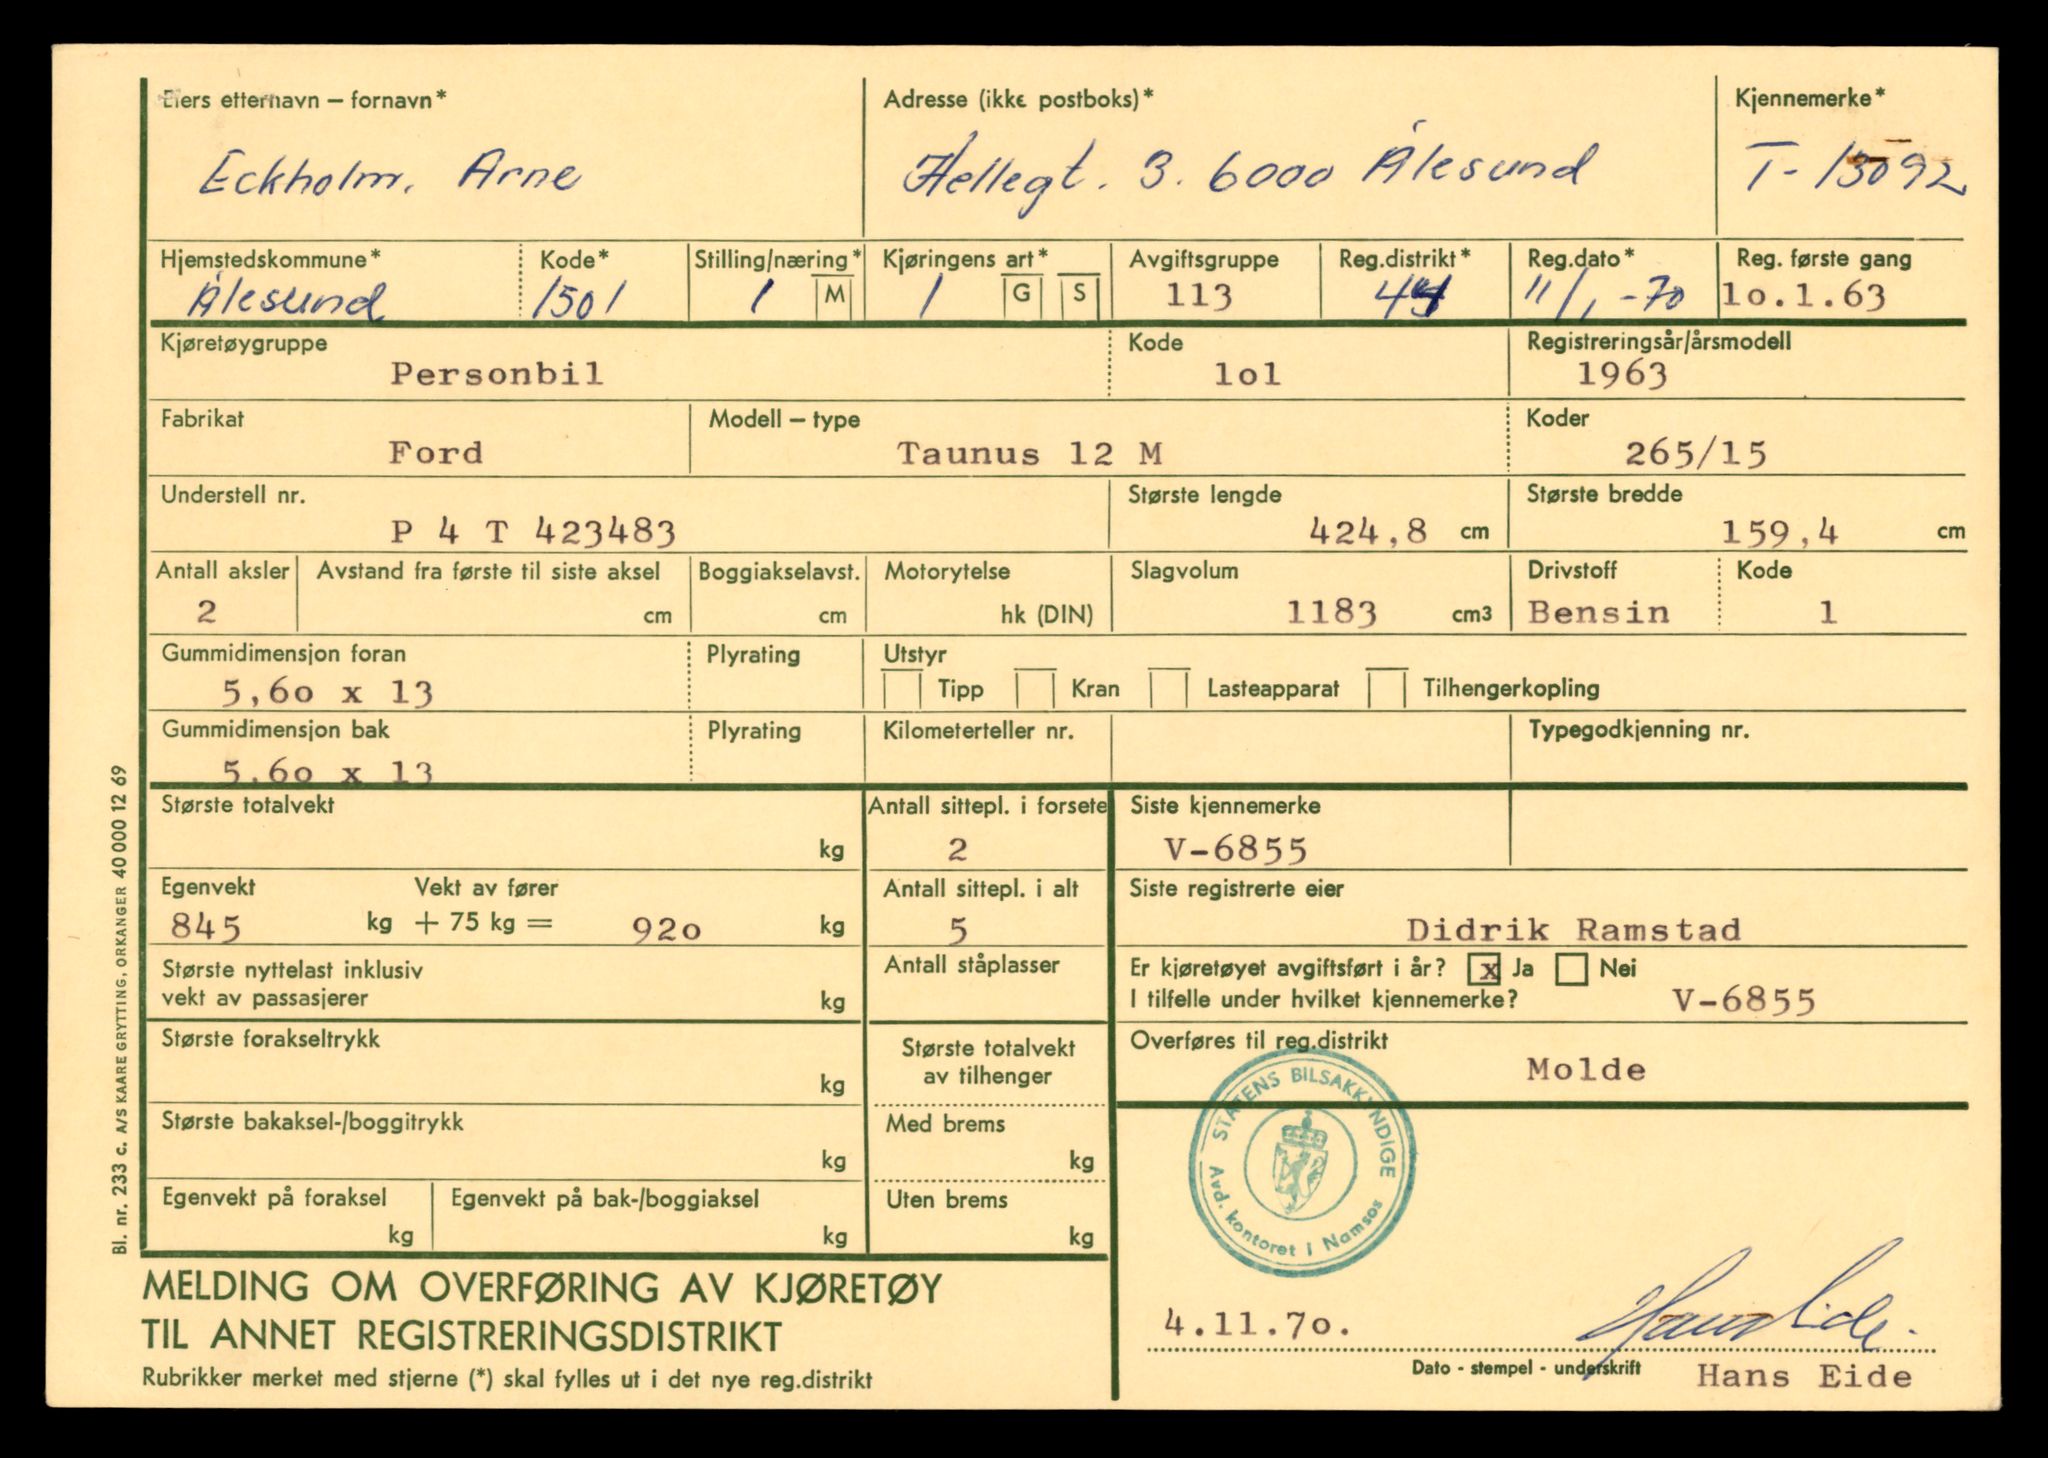 Eiers etternavn – fornavn* Adresse (ikke postboks)* Kjennemerke*
Eckholm, Arne Hellegt. 3. 6000 Ålesund T-13092
Hjemstedskommune* Kode* Stilling/næring* Kjøringens art* Avgiftsgruppe Reg.distrikt* Reg.dato* Reg. første gang
Ålesund 1501 1 M 1 G S 113 11/1-70 1o.1.63
Kjøretøygruppe Kode Registreringsår/årsmodell
Personbil 1o1 1963
Fabrikat Modell – type Koder
Ford Taunus 12 M 265/15
Understell nr. Største lengde Største bredde
P 4 T 423483 424,8 cm 159,4 cm
Antall aksler Avstand fra første til siste aksel Boggiakselavst. Motorytelse Slagvolum Drivstoff Kode
2 cm cm hk (DIN) 1183 cm3 Bensin 1
Gummidimensjon foran Plyrating Utstyr
5,6o x 13 Tipp Kran Lasteapparat Tilhengerkopling
Gummidimensjon bak Plyrating Kilometerteller nr. Typegodkjenning nr.
5.6o x 13
Største totalvekt Antall sittepl. i forsete Siste kjennemerke
kg 2 V-6855
Egenvekt Vekt av fører Antall sittepl. i alt Siste registrerte eier
845 kg + 75 kg = 92o kg 5 Didrik Ramstad
Største nyttelast inklusiv Antall ståplasser Er kjøretøyet avgiftsført i år? x Ja Nei
vekt av passasjerer kg I tilfelle under hvilket kjennemerke? V-6855
Største forakseltrykk Største totalvekt Overføres til reg.distrikt
kg av tilhenger Molde
Største bakaksel-/boggitrykk Med brems
kg kg
Egenvekt på foraksel Egenvekt på bak-/boggiaksel Uten brems
kg kg kg
STATENS BILSAKKYNDIGE
Avd. kontoret i Namsos
MELDING OM OVERFØRING AV KJØRETØY
TIL ANNET REGISTRERINGSDISTRIKT
Rubrikker merket med stjerne (*) skal fylles ut i det nye reg.distrikt
4.11.7o. Hans Eide
Dato - stempel - underskrift Hans Eide
Bl. nr. 233 c. A/S KAARE GRYTTING, ORKANGER 40 000 12 69